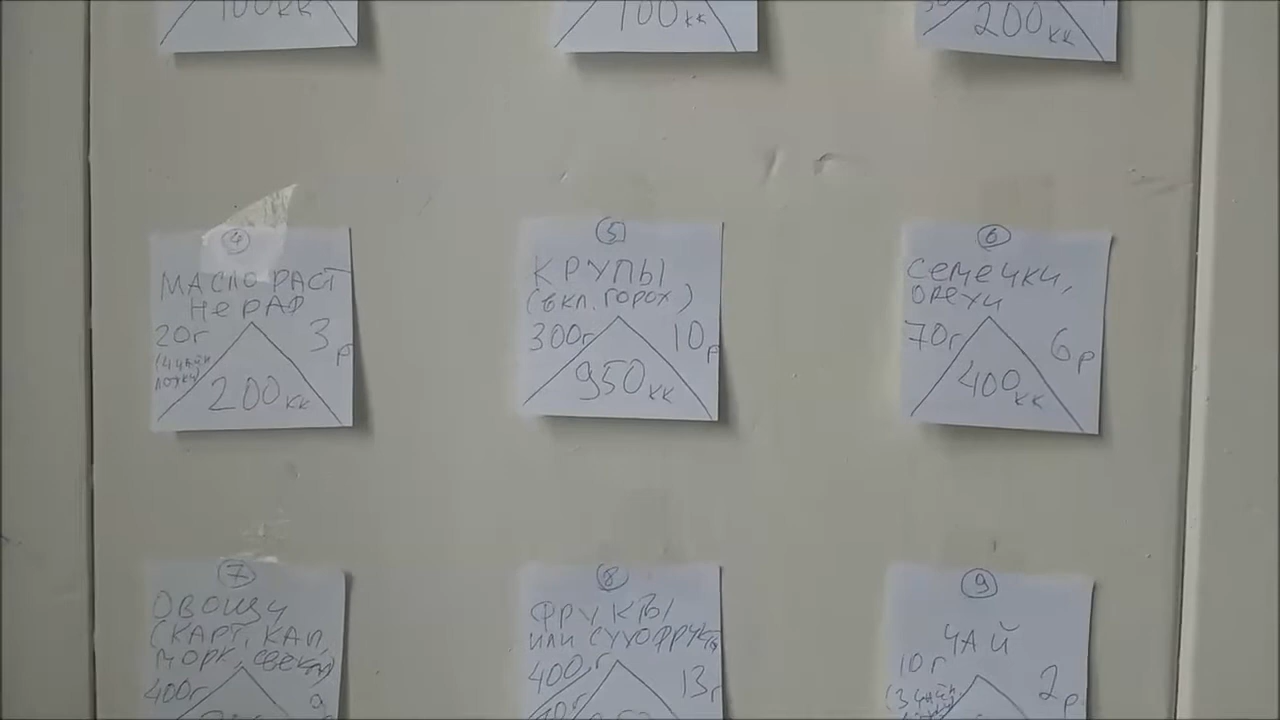 100кк
100кк
200кк
4
МАСЛО РАСТ
НЕРАФ
20г
3р
(4 чайн
ложки)
200кк
5
КРУПЫ
(вкл. горох)
300г
10р
950кк
6
Семечки,
орехи
70г
6р
400кк
7
ОВОЩИ
(КАРТ, КАП,
МОРК, свекла)
400г
8
ФРУКТЫ
или СУХОФРУКТЫ
400г
13р
9
ЧАЙ
10г
2р
(3 чайн